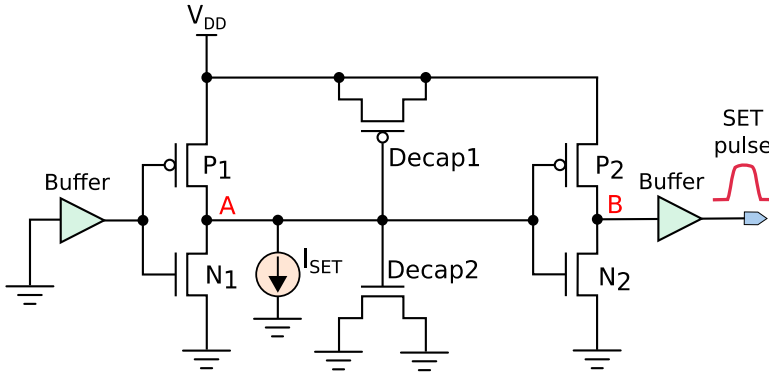 VDD
SET
pulse
P1
Decap1
P2
Buffer
Buffer
A
B
ISET
Decap2
N1
N2